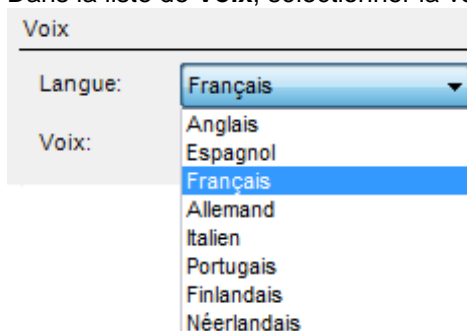 Dans la liste de Voix, sélectionner la vo
Voix
Langue:
Français
Voix:
Anglais
Espagnol
Français
Allemand
Italien
Portugais
Finlandais
Néerlandais